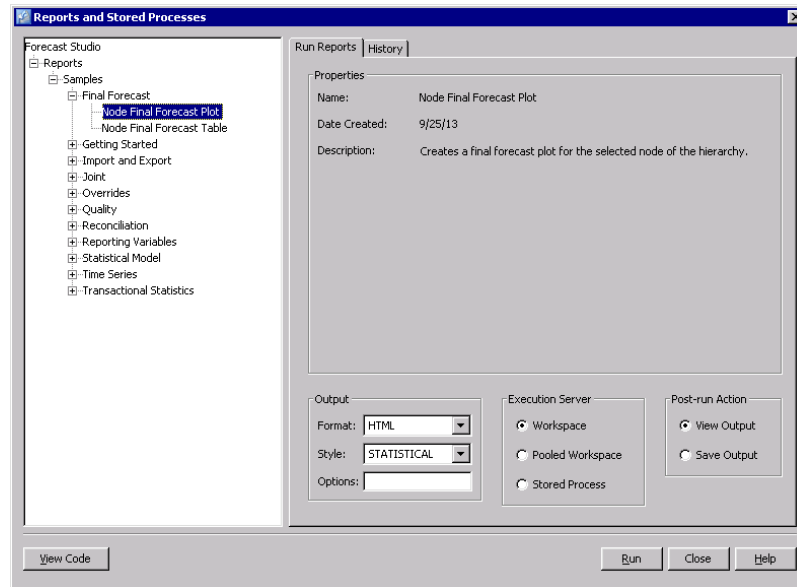 Reports and Stored Processes
Forecast Studio
Reports
Samples
Final Forecast
Node Final Forecast Plot
Node Final Forecast Table
Getting Started
Import and Export
Joint
Overrides
Quality
Reconciliation
Reporting Variables
Statistical Model
Time Series
Transactional Statistics
Run Reports History
Properties
Name: Node Final Forecast Plot
Date Created: 9/25/13
Description: Creates a final forecast plot for the selected node of the hierarchy.
Output
Format: HTML
Style: STATISTICAL
Options:
Execution Server
Workspace
Pooled Workspace
Stored Process
Post-run Action
View Output
Save Output
View Code Run Close Help